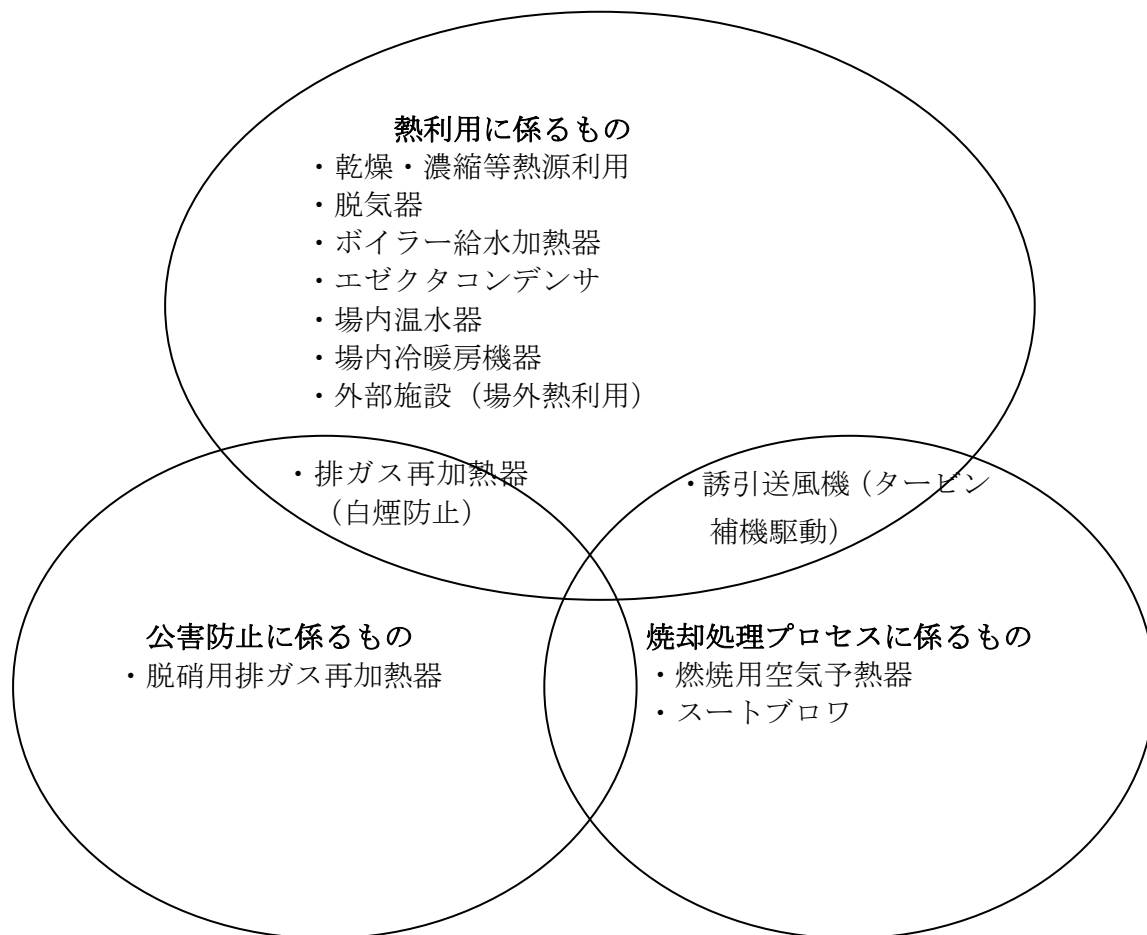 熱利用に係るもの
・乾燥・濃縮等熱源利用
・脱気器
・ボイラー給水加熱器
・エゼクタコンデンサ
・場内温水器
・場内冷暖房機器
・外部施設（場外熱利用）
・排ガス再加熱器
（白煙防止）
・誘引送風機（タービン
補機駆動）
公害防止に係るもの
・脱硝用排ガス再加熱器
焼却処理プロセスに係るもの
・燃焼用空気予熱器
・スートブロワ